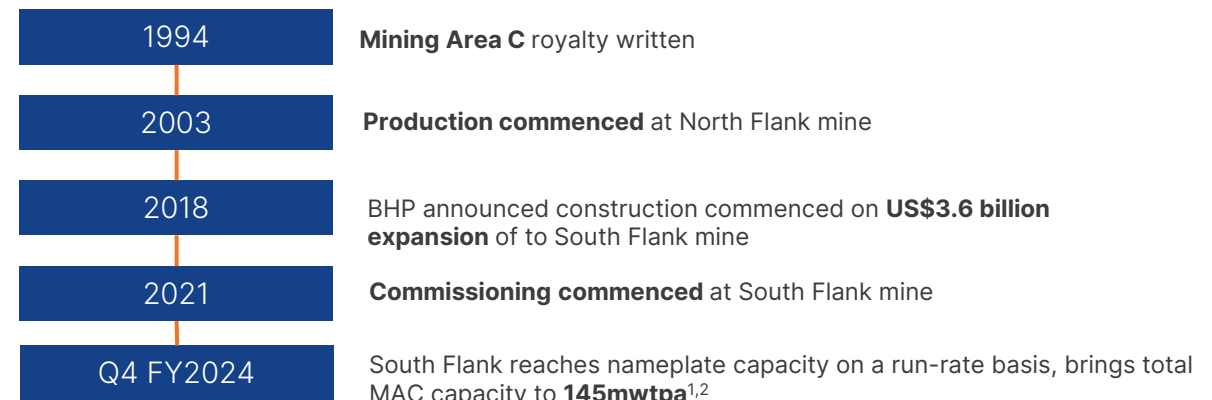 1994
Mining Area C royalty written
2003
Production commenced at North Flank mine
2018
BHP announced construction commenced on US$3.6 billion
expansion of to South Flank mine
2021
Commissioning commenced at South Flank mine
Q4 FY2024
South Flank reaches nameplate capacity on a run-rate basis, brings total
MAC capacity to 145mwtpa1,2